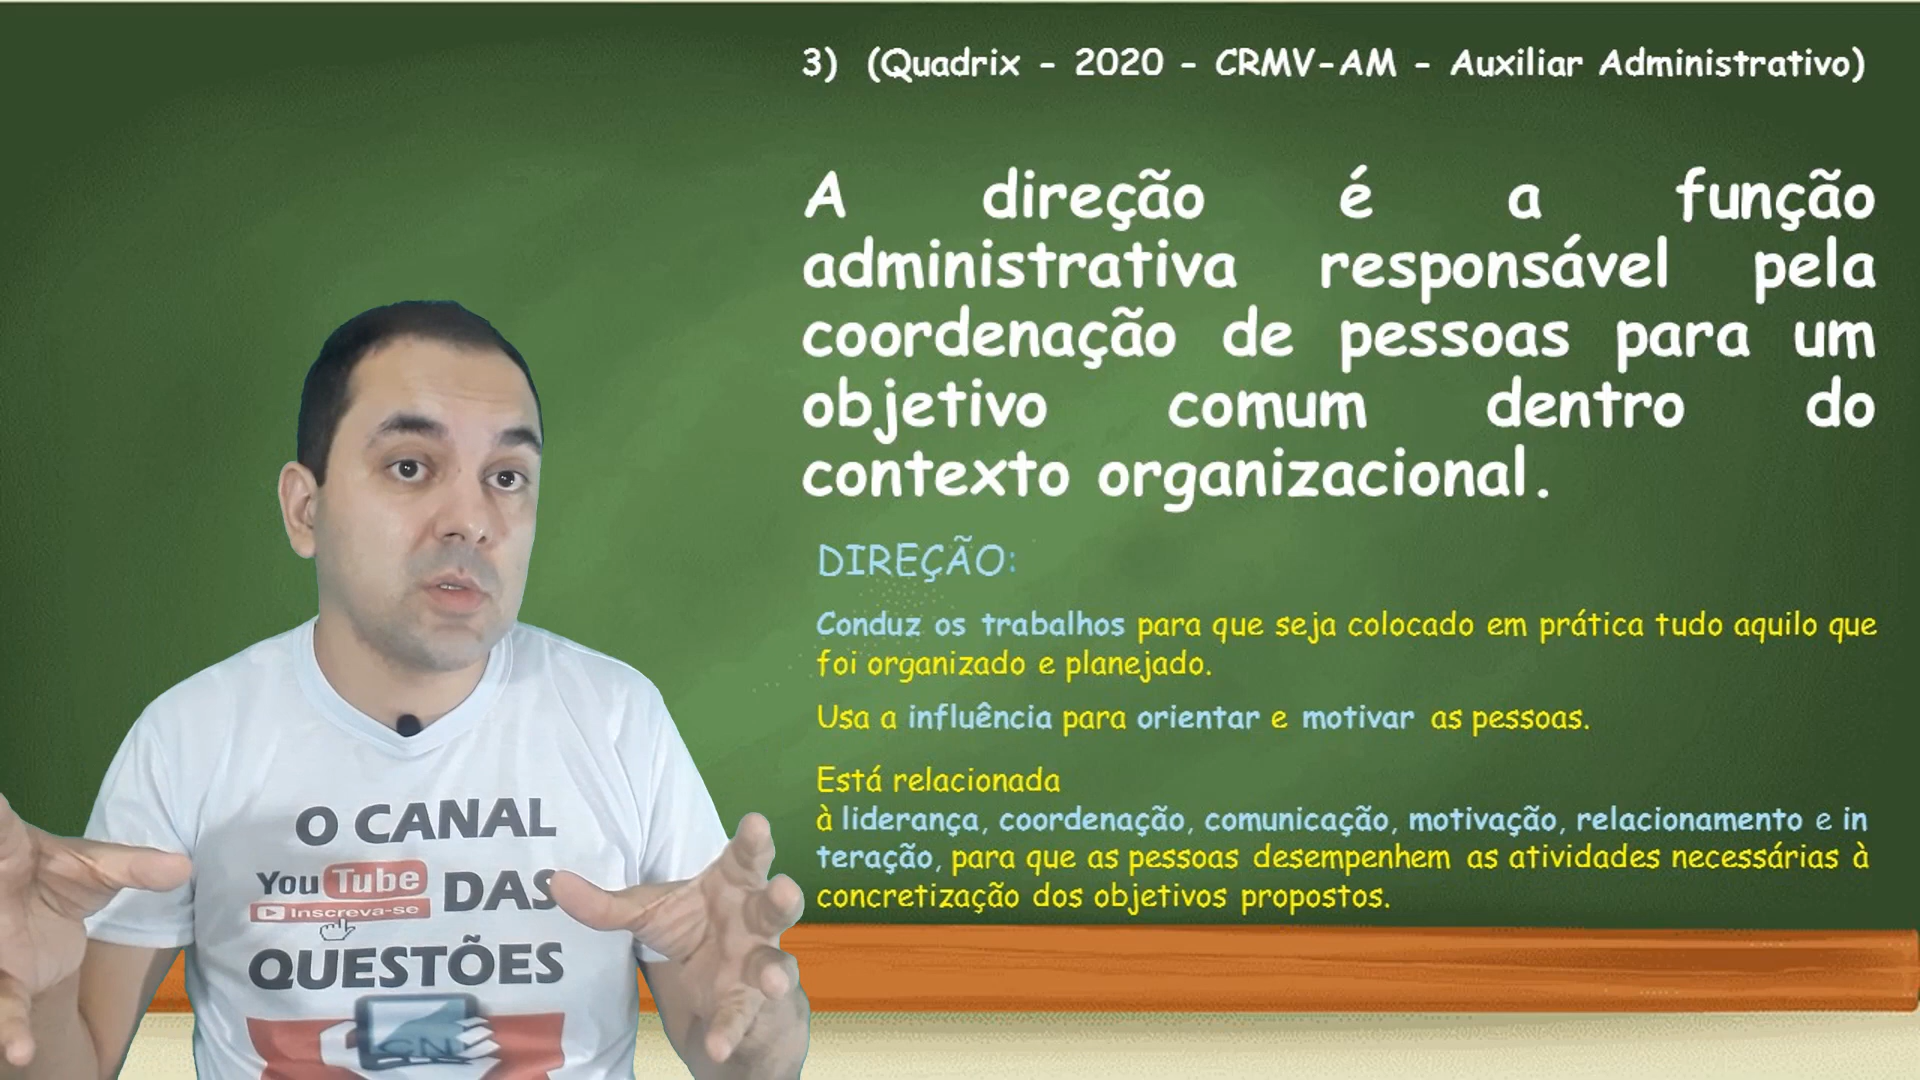 3) (Quadrix - 2020 - CRMV-AM - Auxiliar Administrativo)
A direção é a função
administrativa responsável pela
coordenação de pessoas para um
objetivo comum dentro do
contexto organizacional.
DIREÇÃO:
Conduz os trabalhos para que seja colocado em prática tudo aquilo que
foi organizado e planejado.
Usa a influência para orientar e motivar as pessoas.
Está relacionada
à liderança, coordenação, comunicação, motivação, relacionamento e in
teração, para que as pessoas desempenhem as atividades necessárias à
concretização dos objetivos propostos.
O CANAL
YouTube DAS
Inscreva-se
QUESTÕES